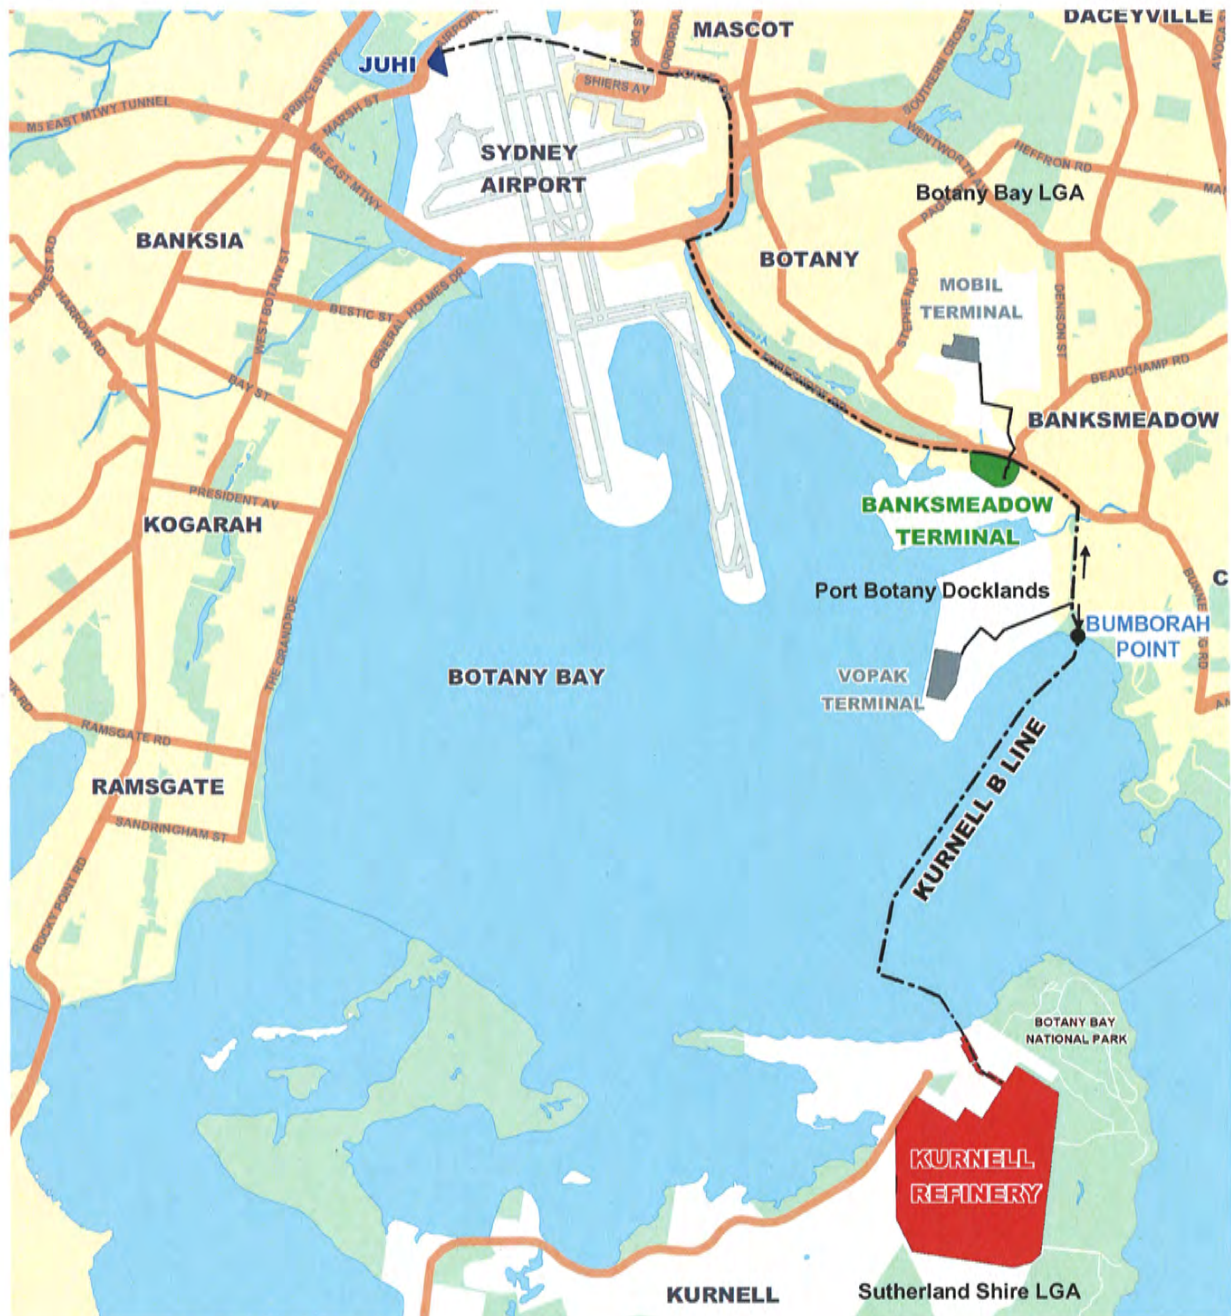 DACEYVILLE
MASCOT
JUHI
AIRPORT
SHIERS AV
SOUTHERN CROSS
PRINCES HWY
M5 EAST MTWY TUNNEL
MARSH ST
M5 EAST MTWY
SYDNEY
AIRPORT
WENTWORTH A
HEFFRON RD
Botany Bay LGA
BANKSIA
BOTANY
FOREST RD
HARROW RD
WEST BOTANY ST
BESTIC ST
GENERAL HOLMES DR
STEPHEN RD
MOBIL
TERMINAL
DENISON ST
BEAUCHAMP RD
BAY ST
BANKSMEADOW
PRESIDENT AV
KOGARAH
BANKSMEADOW
TERMINAL
C
Port Botany Docklands
BUMBORAH
POINT
BOTANY BAY
VOPAK
TERMINAL
THE GRANDPDE
RAMSGATE RD
RAMSGATE
SANDRINGHAM ST
KURNELL B LINE
ROCKY POINT RD
BOTANY BAY
NATIONAL PARK
KURNELL
REFINERY
KURNELL
Sutherland Shire LGA